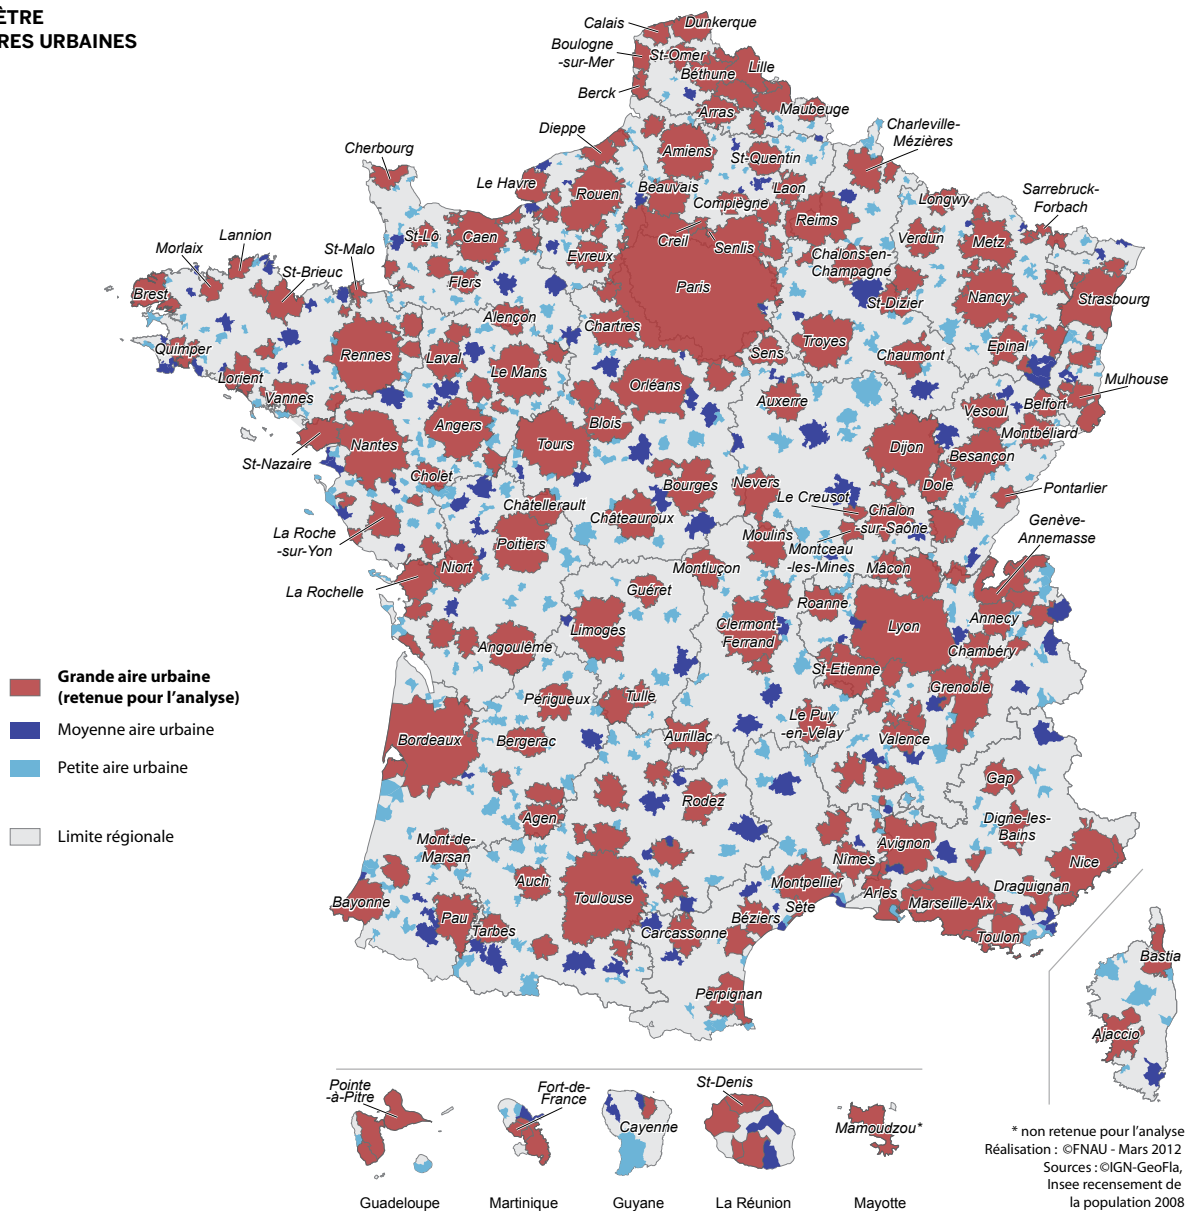 ÈTRE
RES URBAINES
Calais
Dunkerque
Boulogne
-sur-Mer
St-Omer
Lille
Béthune
Berck
Arras
Maubeuge
Dieppe
Charleville-
Mézières
Cherbourg
Amiens
St-Quentin
Le Havre
Rouen
Beauvais
Laon
Compiègne
Longwy
Sarrebruck-
Forbach
Reims
Creil
Senlis
St-Lô
Caen
Verdun
Metz
Morlaix
Lannion
St-Malo
Evreux
Chalons-en-
Champagne
St-Brieuc
Flers
Paris
Brest
St-Dizier
Nancy
Strasbourg
Alençon
Chartres
Quimper
Rennes
Laval
Sens
Troyes
Chaumont
Epinal
Le Mans
Lorient
Orléans
Mulhouse
Vannes
Auxerre
Blois
Vesoul
Belfort
Angers
Montbéliard
Nantes
Tours
Dijon
Besançon
St-Nazaire
Cholet
Bourges
Nevers
Dole
Le Creusot
Pontarlier
Châtellerault
Châteauroux
Chalon
-sur-Saône
La Roche
-sur-Yon
Poitiers
Moulins
Montceau
-les-Mines
Genève-
Annemasse
Niort
Montluçon
Mâcon
La Rochelle
Guéret
Roanne
Limoges
Clermont-
Ferrand
Lyon
Annecy
Angoulême
Chambéry
St-Etienne
Grenoble
Périgueux
Tulle
Le Puy
-en-Velay
Bordeaux
Bergerac
Aurillac
Valence
Gap
Rodez
Agen
Digne-les-
Bains
Mont-de-
Marsan
Avignon
Nîmes
Nice
Auch
Montpellier
Draguignan
Bayonne
Toulouse
Arles
Marseille-Aix
Sète
Pau
Tarbes
Béziers
Carcassonne
Toulon
Bastia
Perpignan
Ajaccio
Grande aire urbaine
(retenue pour l'analyse)
Moyenne aire urbaine
Petite aire urbaine
Limite régionale
Pointe
-à-Pitre
Fort-de-
France
Cayenne
St-Denis
Mamoudzou*
Guadeloupe
Martinique
Guyane
La Réunion
Mayotte
* non retenue pour l'analyse
Réalisation : ©FNAU - Mars 2012
Sources : ©IGN-GeoFla,
Insee recensement de
la population 2008